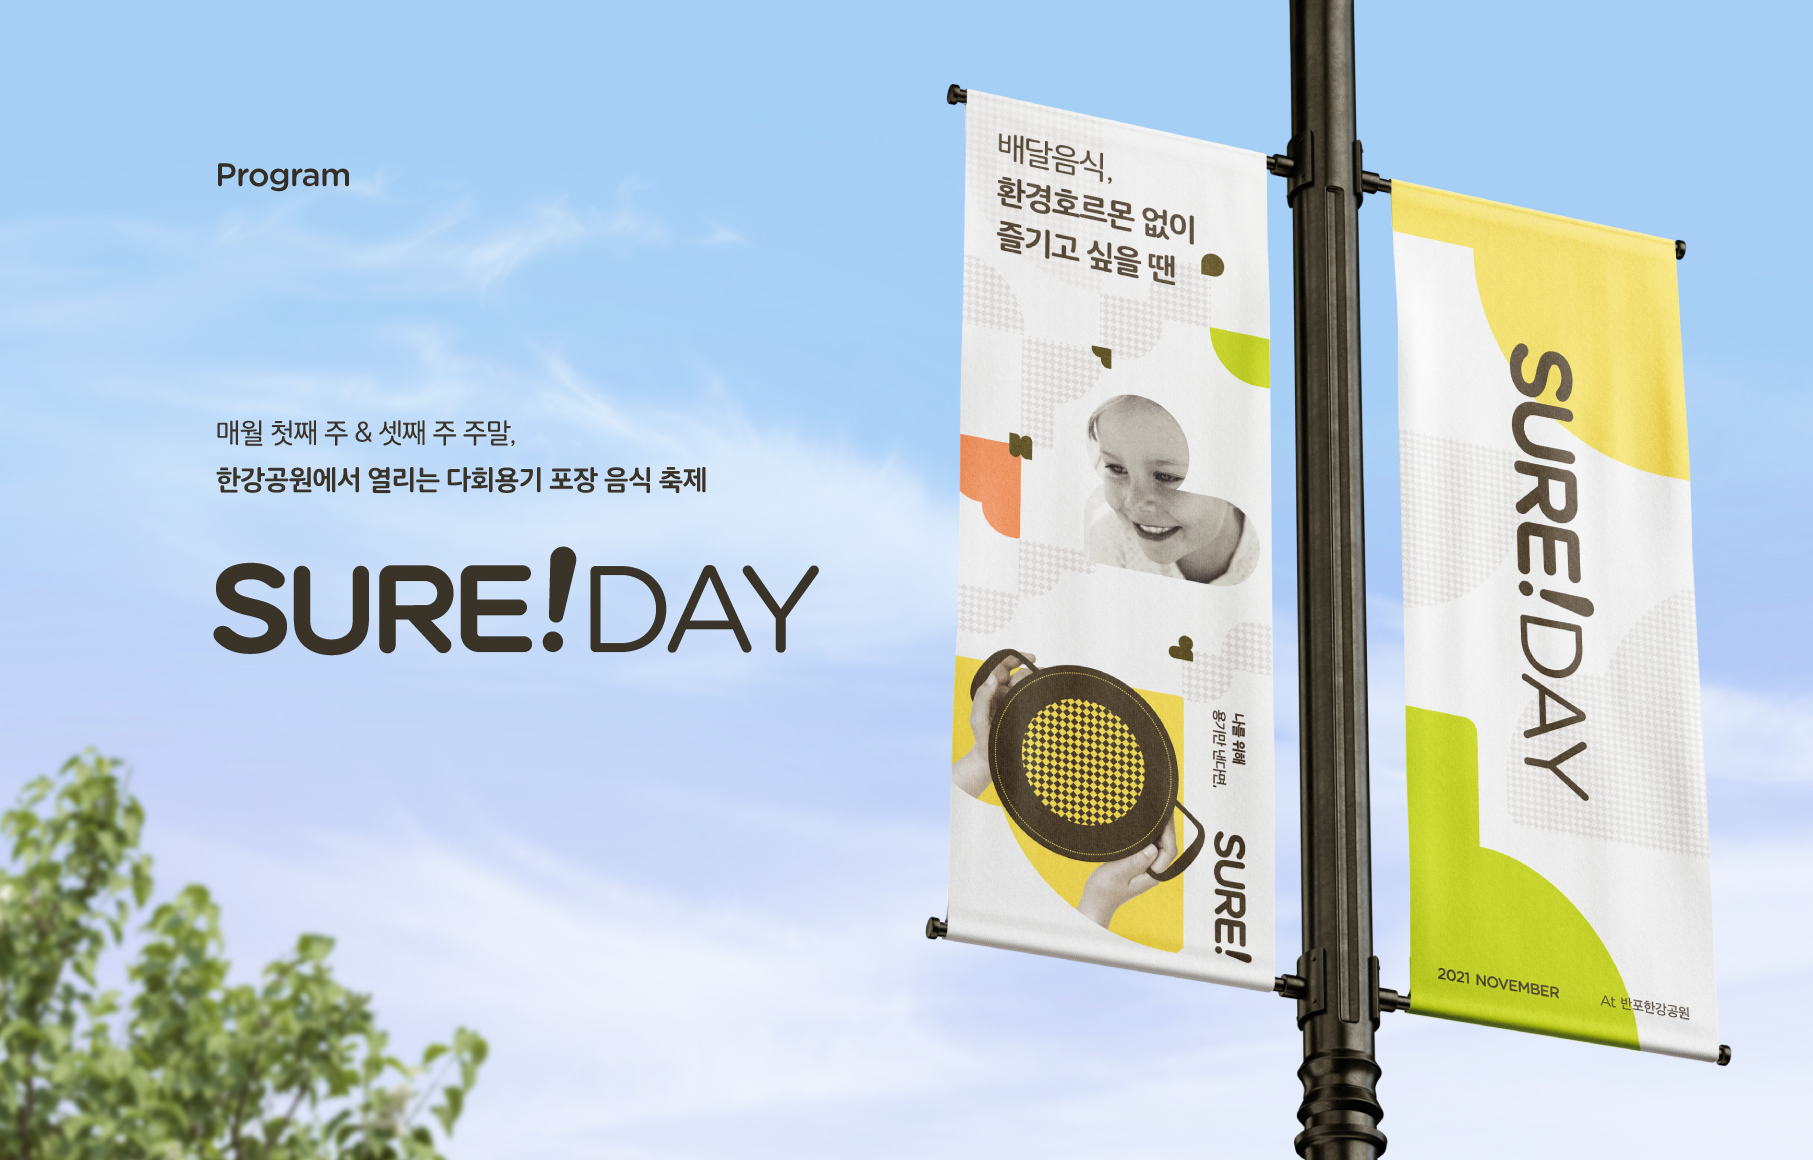 Program
매월 첫째 주 & 셋째 주 주말,
한강공원에서 열리는 다회용기 포장 음식 축제
SURE!DAY
배달음식,
환경호르몬 없이
즐기고 싶을 땐
나를 위해
용기만 낸다면,
SURE!
SURE!DAY
2021 NOVEMBER
At 반포한강공원